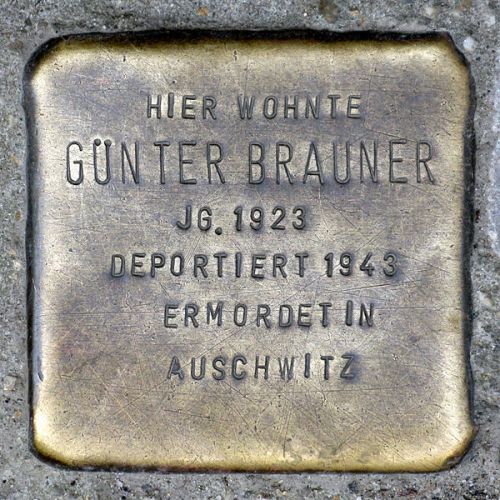 HIER WOHNTE
GÜNTER BRAUNER
JG. 1923
DEPORTIERT 1943
ERMORDET IN
AUSCHWITZ